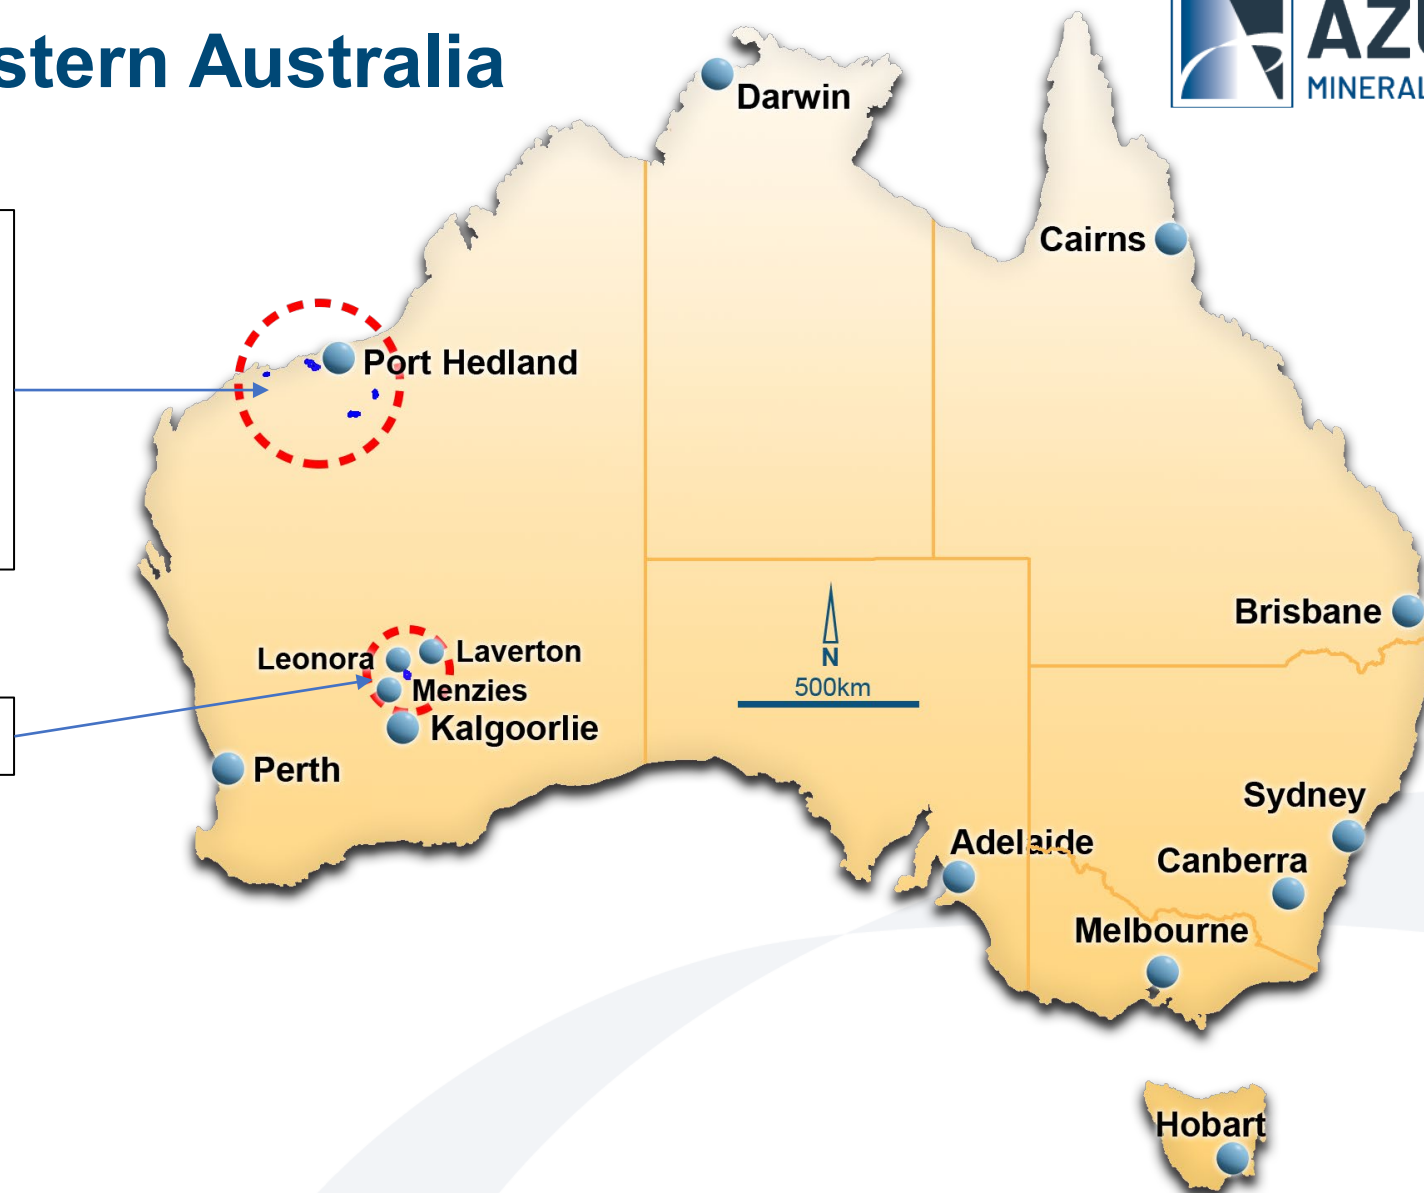 stern Australia
AZU
MINERAL
Darwin
Cairns
Port Hedland
Brisbane
Leonora
Laverton
N
500km
Menzies
Kalgoorlie
Perth
Sydney
Adelaide
Canberra
Melbourne
Hobart